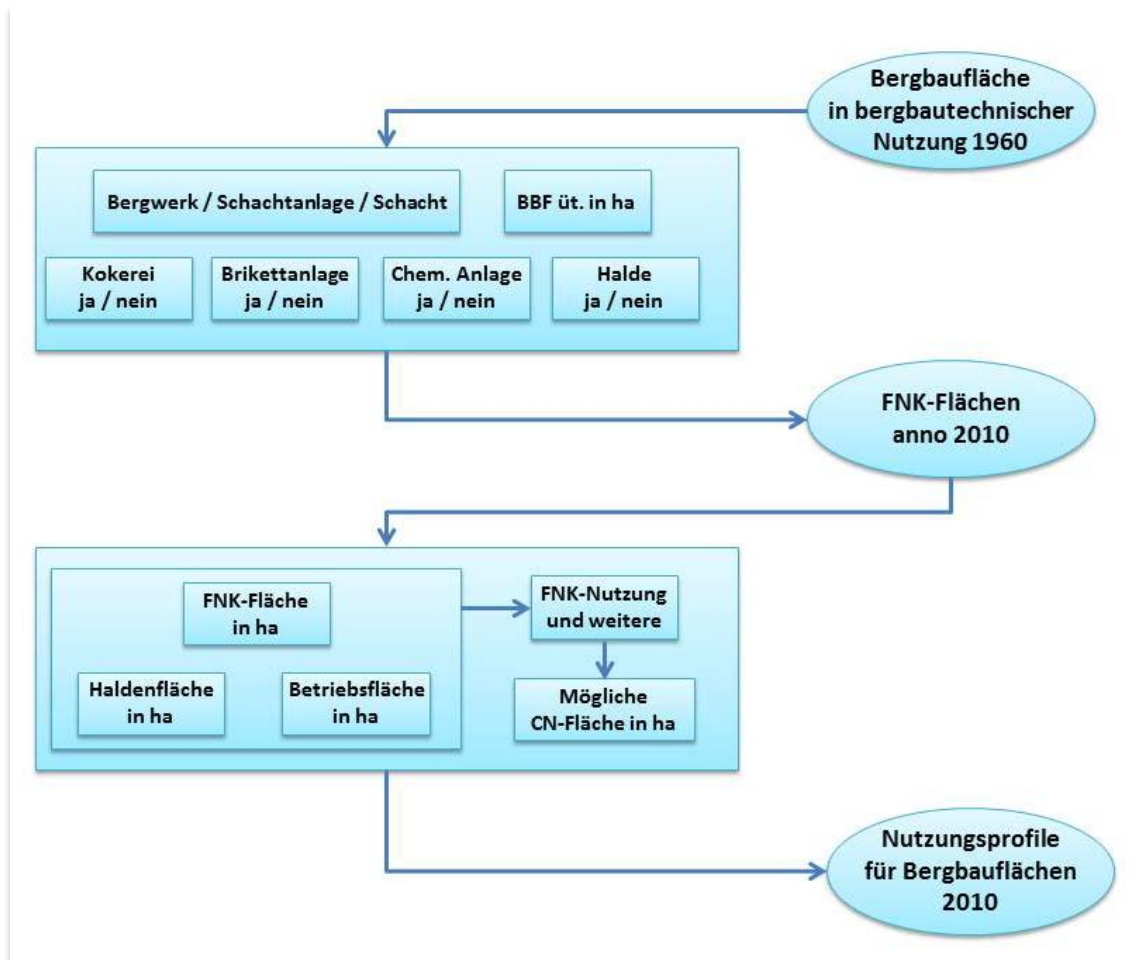 Bergbaufläche
in bergbautechnischer
Nutzung 1960
Bergwerk / Schachtanlage / Schacht
BBF üt. in ha
Kokerei
ja / nein
Brikettanlage
ja / nein
Chem. Anlage
ja / nein
Halde
ja / nein
FNK-Flächen
anno 2010
FNK-Fläche
in ha
Haldenfläche
in ha
Betriebsfläche
in ha
FNK-Nutzung
und weitere
Mögliche
CN-Fläche in ha
Nutzungsprofile
für Bergbauflächen
2010